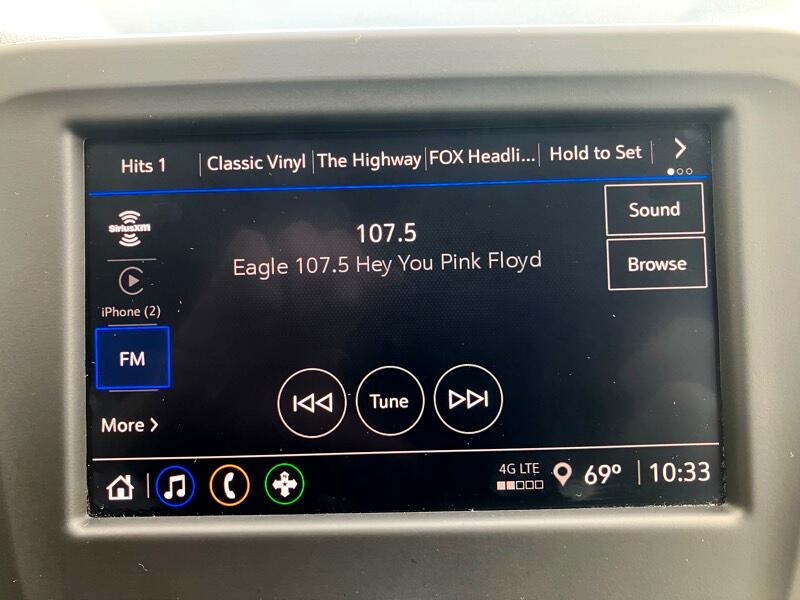 Hits 1
Classic Vinyl
The Highway
FOX Headli...
Hold to Set
SiriusXM
107.5
Sound
Eagle 107.5 Hey You Pink Floyd
Browse
iPhone (2)
FM
Tune
More
4G LTE
69°
10:33